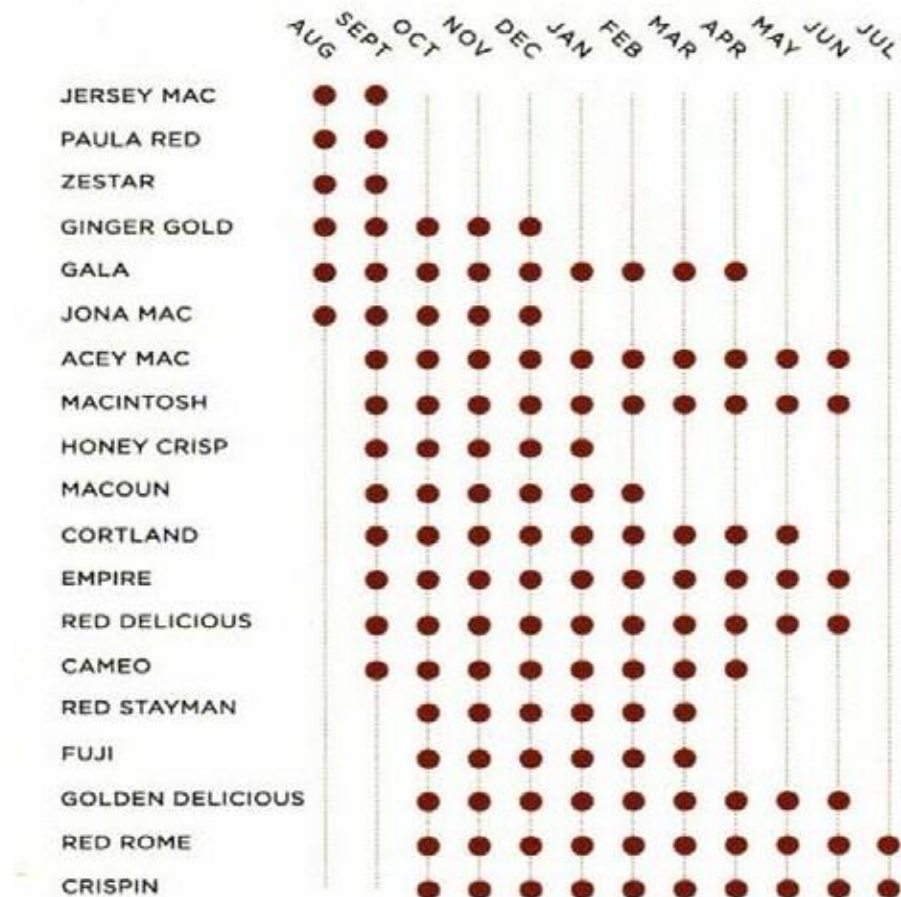 AUG SEPT OCT NOV DEC JAN FEB MAR APR MAY JUN JUL
JERSEY MAC
PAULA RED
ZESTAR
GINGER GOLD
GALA
JONA MAC
ACEY MAC
MACINTOSH
HONEY CRISP
MACOUN
CORTLAND
EMPIRE
RED DELICIOUS
CAMEO
RED STAYMAN
FUJI
GOLDEN DELICIOUS
RED ROME
CRISPIN